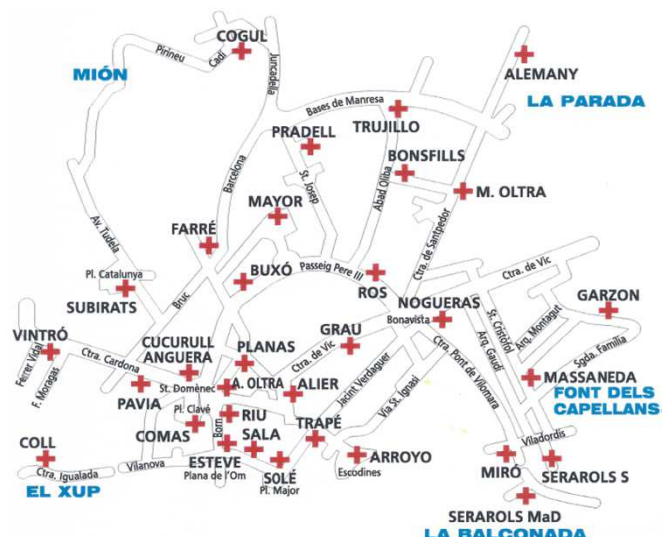 COGUL
Pirineu
Cadí
Juncadella
MIÓN
ALEMANY
LA PARADA
Bases de Manresa
TRUJILLO
PRADELL
BONSFILLS
Barcelona
St. Josep
Abad Oliba
M. OLTRA
MAYOR
Ctra. de Santpedor
FARRÉ
Av. Tudela
Passeig Pere III
Ctra. de Vic
Pl. Catalunya
BUXÓ
ROS
SUBIRATS
Bruc
NOGUERAS
GARZON
St. Cristòfol
Arq. Montagut
Bonavista
VINTRÓ
CUCURULL
ANGUERA
PLANAS
GRAU
Arq. Gaudí
Sgda. Família
Ctra. Cardona
Ctra. de Vic
Ferret Vidal
F. Moragas
St. Domènec
A. OLTRA
ALIER
Jacint Verdaguer
Ctra. Pont de Vilomara
MASSANEDA
PAVIA
Via St. Ignasi
FONT DELS
CAPELLANS
Pl. Clavé
RIU
COMAS
Born
SALA
TRAPÉ
Viladordis
COLL
Vilanova
ESTEVE
ARROYO
Ctra. Igualada
Plana de l'Om
SOLÉ
Escodines
MIRÓ
SEROLS S
EL XUP
Pl. Major
SERAROLS MaD
LA BALCONADA